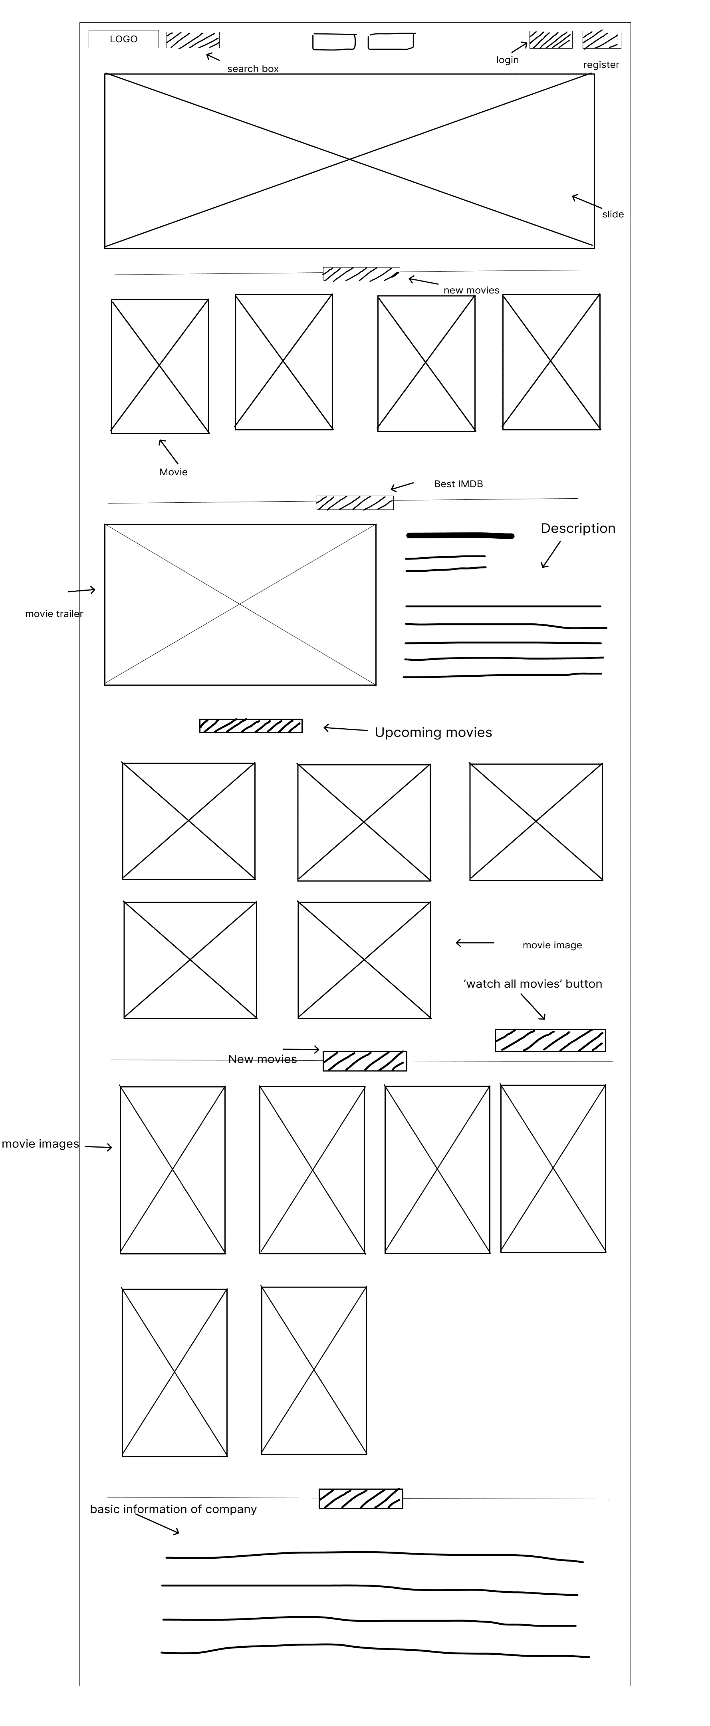 LOGO
search box
login
register
slide
new movies
Movie
Best IMDB
Description
movie trailer
Upcoming movies
movie image
‘watch all movies’ button
New movies
movie images
basic information of company